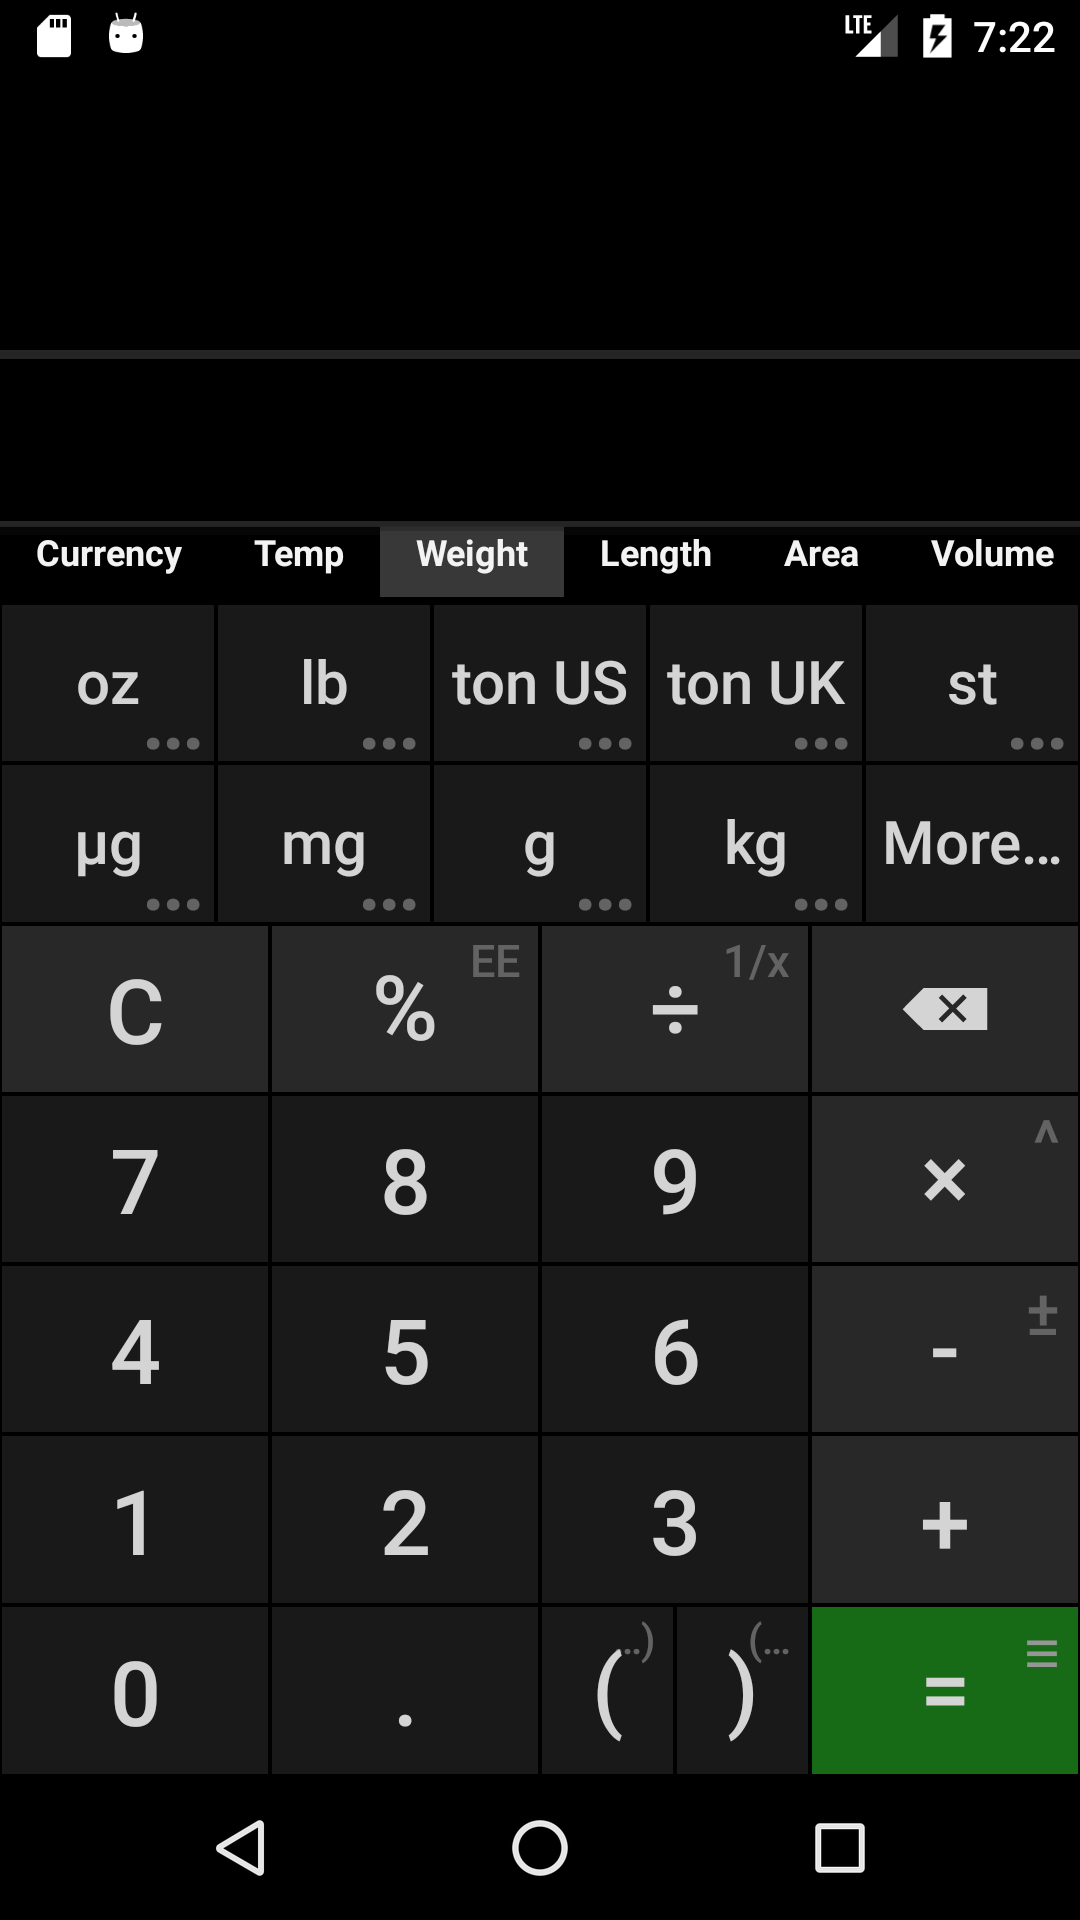 LTE 7:22
Currency Temp Weight Length Area Volume
oz lb ton US ton UK st
µg mg g kg More...
C % EE ÷ 1/x
7 8 9 × ^
4 5 6 - ±
1 2 3 +
0 . ( ..) ) (... =